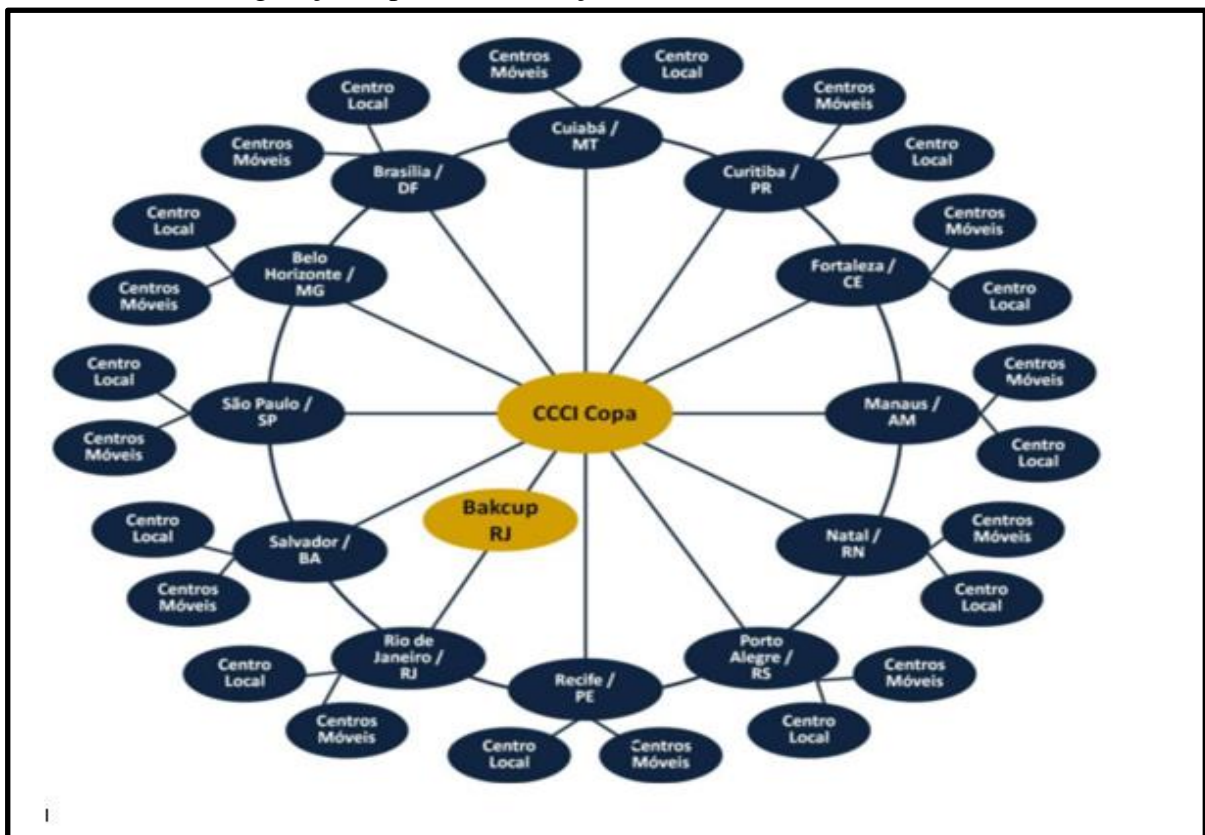 Centros
Móveis
Centro
Local
Cuiabá /
MT
Centros
Móveis
Centro
Local
Curitiba /
PR
Centros
Móveis
Centro
Local
Fortaleza /
CE
Centros
Móveis
Centro
Local
Manaus /
AM
Centros
Móveis
Centro
Local
Natal /
RN
Centros
Móveis
Centro
Local
Porto
Alegre /
RS
Centros
Móveis
Centro
Local
Recife /
PE
Centros
Móveis
Centro
Local
Rio de
Janeiro /
RJ
Centros
Móveis
Centro
Local
Salvador /
BA
Centros
Móveis
Centro
Local
São Paulo /
SP
Centros
Móveis
Centro
Local
Belo
Horizonte /
MG
Centros
Móveis
Centro
Local
Brasília /
DF
Centros
Móveis
Centro
Local
CCCI Copa
Bakcup
RJ
I